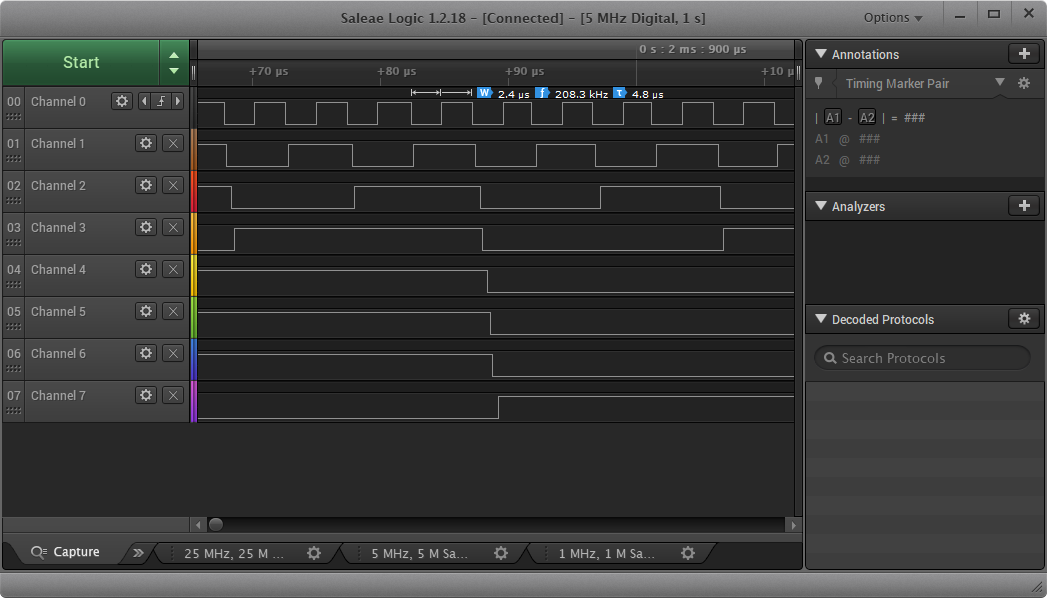 Saleae Logic 1.2.18 - [Connected] - [5 MHz Digital, 1 s]
Options
Start
0 s : 2 ms : 900 µs
+70 µs
+80 µs
+90 µs
+10 µ
Annotations
W 2.4 µs f 208.3 kHz τ 4.8 µs
00 Channel 0
01 Channel 1
02 Channel 2
03 Channel 3
04 Channel 4
05 Channel 5
06 Channel 6
07 Channel 7
Timing Marker Pair
| A1 - A2 | = ###
A1 @ ###
A2 @ ###
Analyzers
Decoded Protocols
Search Protocols
Capture
25 MHz, 25 M ...
5 MHz, 5 M Sa...
1 MHz, 1 M Sa...